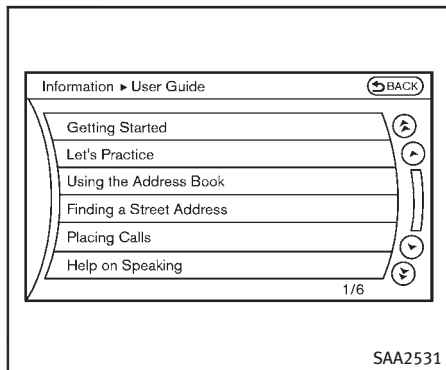 Information ▸ User Guide
BACK
Getting Started
Let's Practice
Using the Address Book
Finding a Street Address
Placing Calls
Help on Speaking
1/6
SAA2531